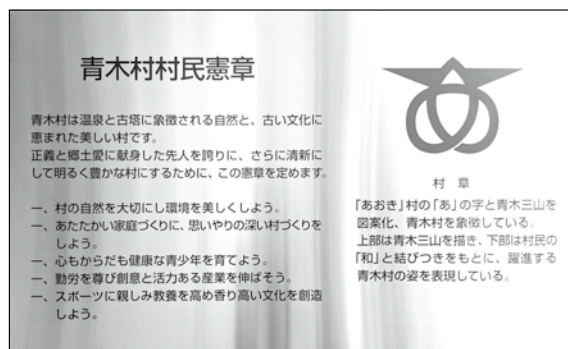 青木村村民憲章
青木村は温泉と古塔に象徴される自然と、古い文化に
恵まれた美しい村です。
正義と郷土愛に献身した先人を誇りに、さらに清新に
して明るく豊かな村にするために、この憲章を定めます。
一、村の自然を大切にし環境を美しくしよう。
一、あたたかい家庭づくりに、思いやりの深い村づくりを
しよう。
一、心もからだも健康な青少年を育てよう。
一、勤労を尊び創意と活力ある産業を伸ばそう。
一、スポーツに親しみ教養を高め香り高い文化を創造
しよう。
村　章
「あおき」村の「あ」の字と青木三山を
図案化、青木村を象徴している。
上部は青木三山を描き、下部は村民の
「和」と結びつきをもとに、躍進する
青木村の姿を表現している。